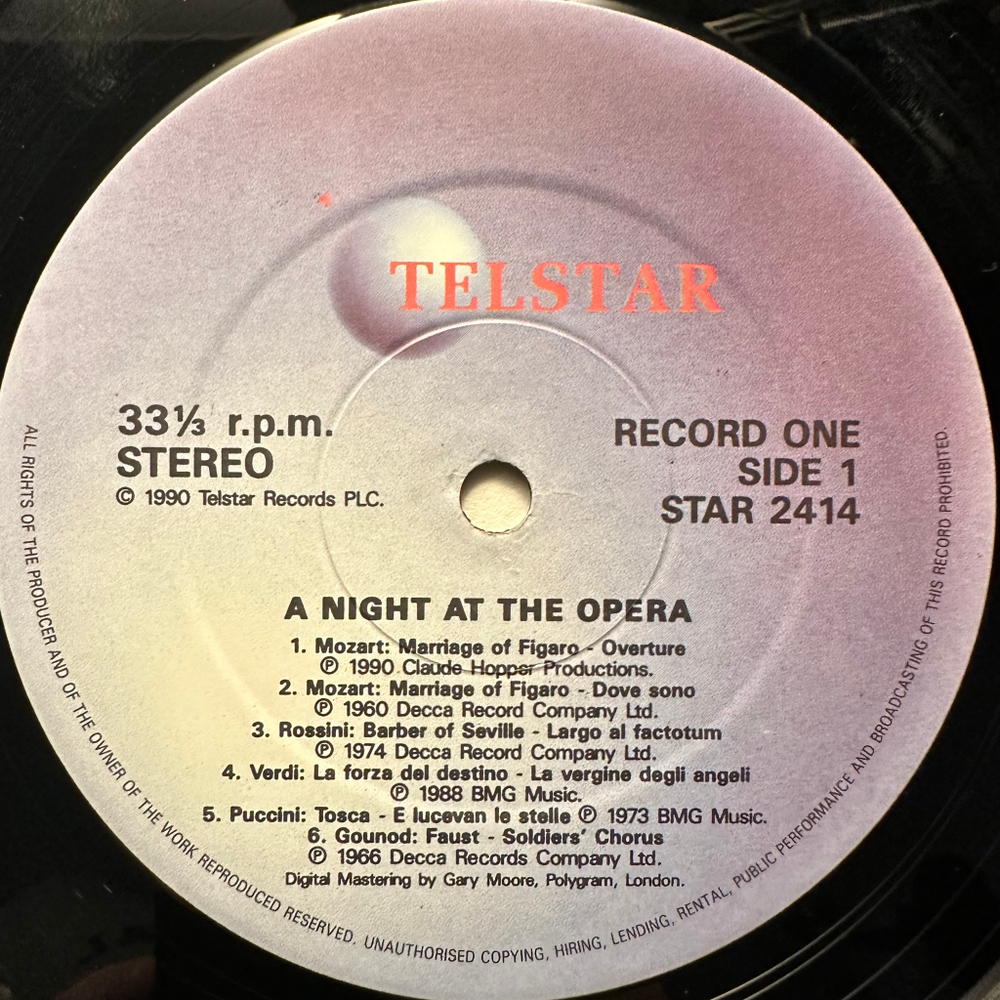 TELSTAR
33⅓ r.p.m.
STEREO
© 1990 Telstar Records PLC.
RECORD ONE
SIDE 1
STAR 2414
A NIGHT AT THE OPERA
1. Mozart: Marriage of Figaro - Overture
℗ 1990 Claude Hopper Productions.
2. Mozart: Marriage of Figaro - Dove sono
℗ 1960 Decca Record Company Ltd.
3. Rossini: Barber of Seville - Largo al factotum
℗ 1974 Decca Record Company Ltd.
4. Verdi: La forza del destino - La vergine degli angeli
℗ 1988 BMG Music.
5. Puccini: Tosca - E lucevan le stelle ℗ 1973 BMG Music.
6. Gounod: Faust - Soldiers' Chorus
℗ 1966 Decca Records Company Ltd.
Digital Mastering by Gary Moore, Polygram, London.
ALL RIGHTS OF THE PRODUCER AND OF THE OWNER OF THE WORK REPRODUCED RESERVED. UNAUTHORISED COPYING, HIRING, LENDING, RENTAL, PUBLIC PERFORMANCE AND BROADCASTING OF THIS RECORD PROHIBITED.